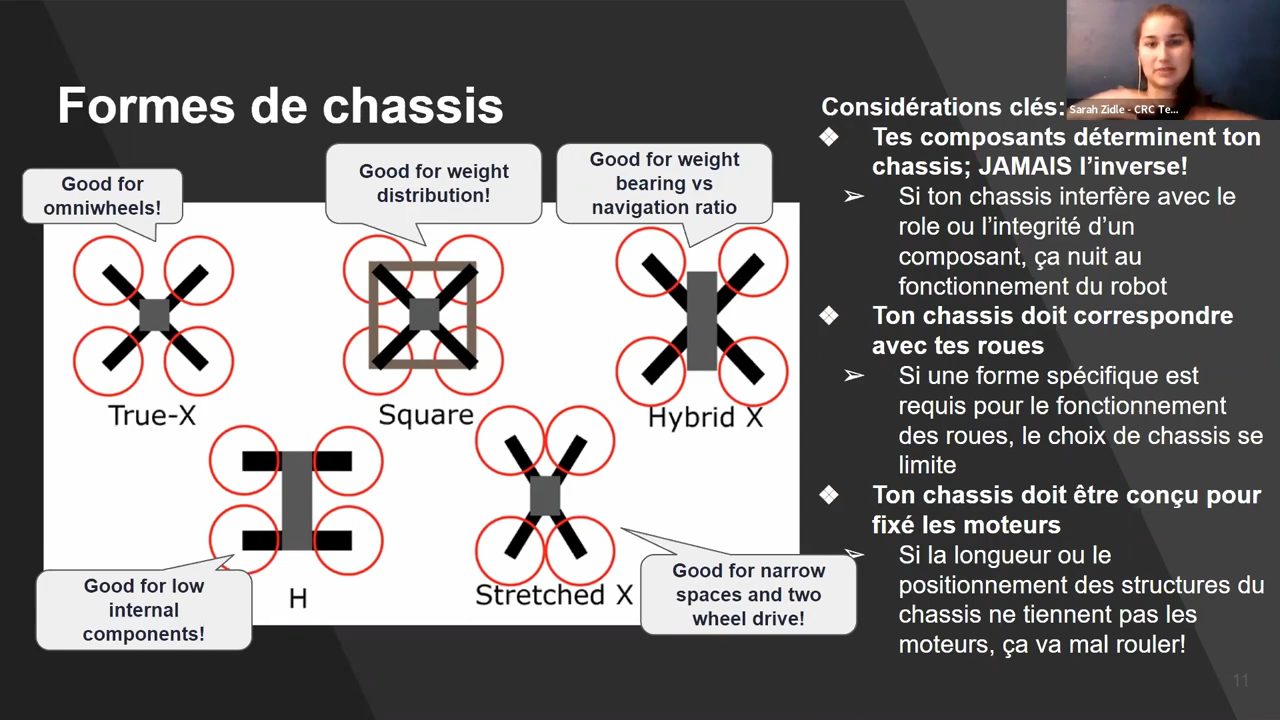 Formes de chassis
Good for
omniwheels!
Good for weight
distribution!
Good for weight
bearing vs
navigation ratio
True-X
Square
Hybrid X
H
Stretched X
Good for low
internal
components!
Good for narrow
spaces and two
wheel drive!
Sarah Zidle - CRC Te...
Considérations clés:
Tes composants déterminent ton
chassis; JAMAIS l’inverse!
Si ton chassis interfère avec le
role ou l’integrité d’un
composant, ça nuit au
fonctionnement du robot
Ton chassis doit correspondre
avec tes roues
Si une forme spécifique est
requis pour le fonctionnement
des roues, le choix de chassis se
limite
Ton chassis doit être conçu pour
fixé les moteurs
Si la longueur ou le
positionnement des structures du
chassis ne tiennent pas les
moteurs, ça va mal rouler!
11